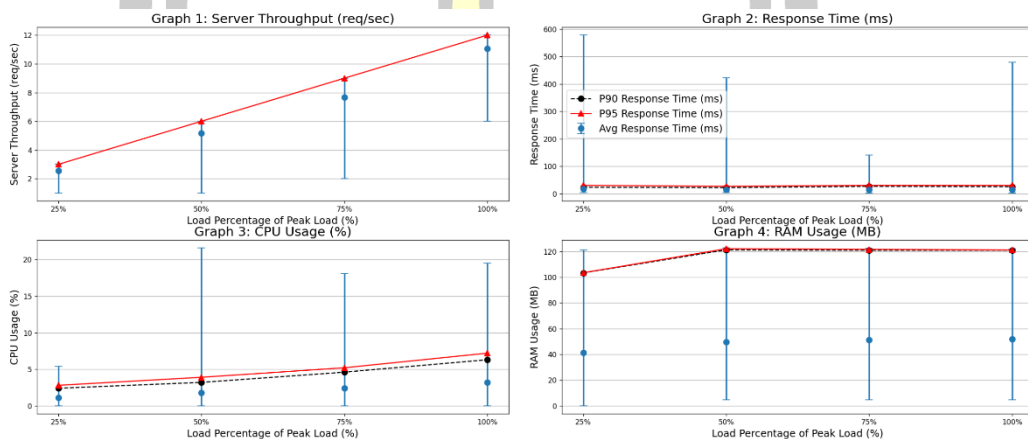 Graph 1: Server Throughput (req/sec)
Server Throughput (req/sec)
12
10
8
6
4
2
25%
50%
75%
100%
Load Percentage of Peak Load (%)
Graph 2: Response Time (ms)
Response Time (ms)
600
500
400
300
200
100
0
P90 Response Time (ms)
P95 Response Time (ms)
Avg Response Time (ms)
25%
50%
75%
100%
Load Percentage of Peak Load (%)
Graph 3: CPU Usage (%)
CPU Usage (%)
20
15
10
5
0
25%
50%
75%
100%
Load Percentage of Peak Load (%)
Graph 4: RAM Usage (MB)
RAM Usage (MB)
120
100
80
60
40
20
0
25%
50%
75%
100%
Load Percentage of Peak Load (%)